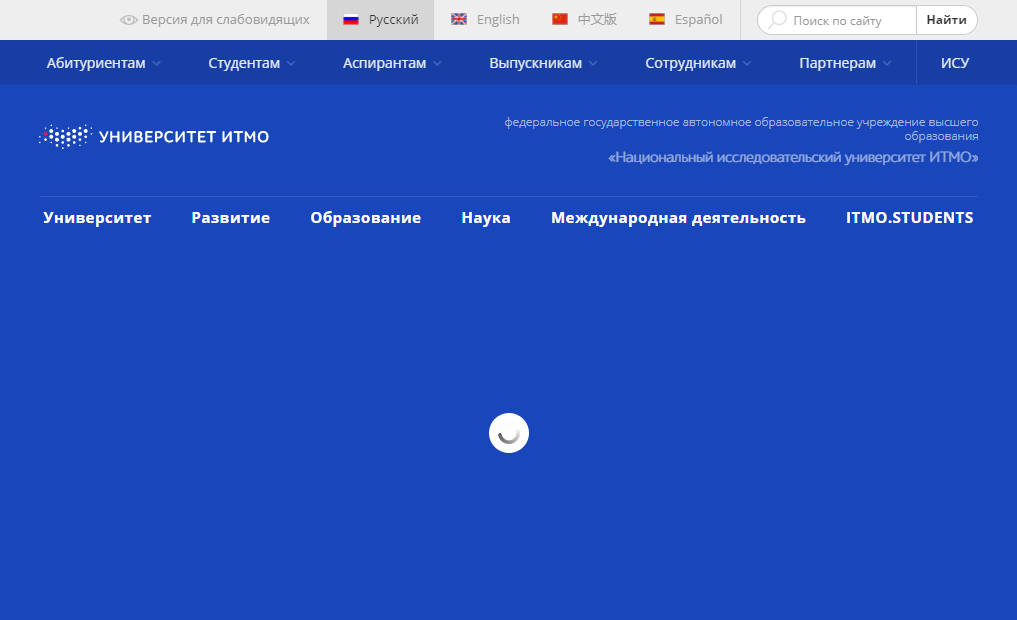 Версия для слабовидящих Русский English 中文版 Español Поиск по сайту Найти
Абитуриентам Студентам Аспирантам Выпускникам Сотрудникам Партнерам ИСУ
федеральное государственное автономное образовательное учреждение высшего
образования
УНИВЕРСИТЕТ ИТМО
«Национальный исследовательский университет ИТМО»
Университет Развитие Образование Наука Международная деятельность ITMO.STUDENTS